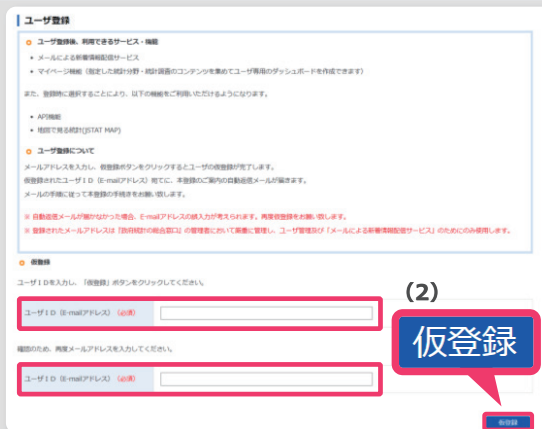 ユーザ登録
ユーザ登録後、利用できるサービス・機能
• メールによる新着情報配信サービス
• マイページ機能（指定した統計分野・統計調査のコンテンツを集めてユーザ専用のダッシュボードを作成できます）
また、登録時に選択することにより、以下の機能をご利用いただけるようになります。
• API機能
• 地図で見る統計(jSTAT MAP)
ユーザ登録について
メールアドレスを入力し、仮登録ボタンをクリックするとユーザの仮登録が完了します。
仮登録されたユーザＩＤ（E-mailアドレス）宛てに、本登録のご案内の自動返信メールが届きます。
メールの手順に従って本登録の手続きをお願い致します。
※ 自動返信メールが届かなかった場合、E-mailアドレスの誤入力が考えられます。再度仮登録をお願い致します。
※ 登録されたメールアドレスは「政府統計の総合窓口」の管理者において厳重に管理し、ユーザ管理及び「メールによる新着情報配信サービス」のためにのみ使用します。
仮登録
ユーザＩＤを入力し、「仮登録」ボタンをクリックしてください。
(2)
ユーザＩＤ（E-mailアドレス）（必須）
仮登録
確認のため、再度メールアドレスを入力してください。
ユーザＩＤ（E-mailアドレス）（必須）
仮登録